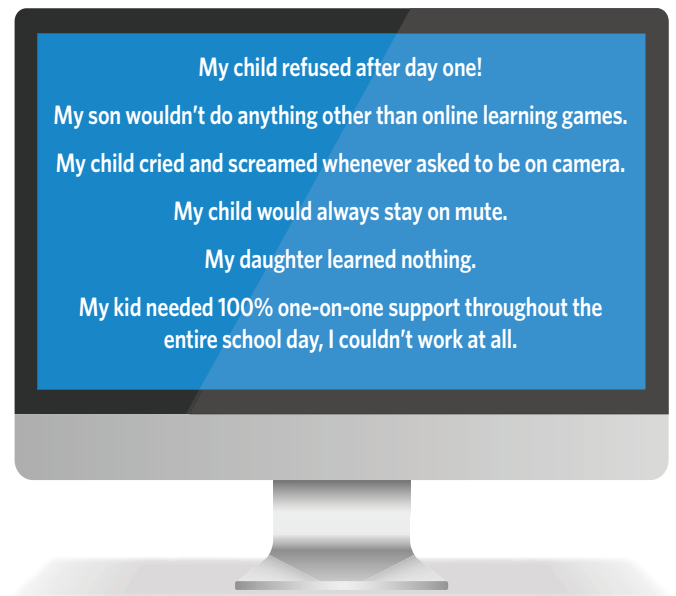 My child refused after day one!
My son wouldn't do anything other than online learning games.
My child cried and screamed whenever asked to be on camera.
My child would always stay on mute.
My daughter learned nothing.
My kid needed 100% one-on-one support throughout the
entire school day, I couldn't work at all.